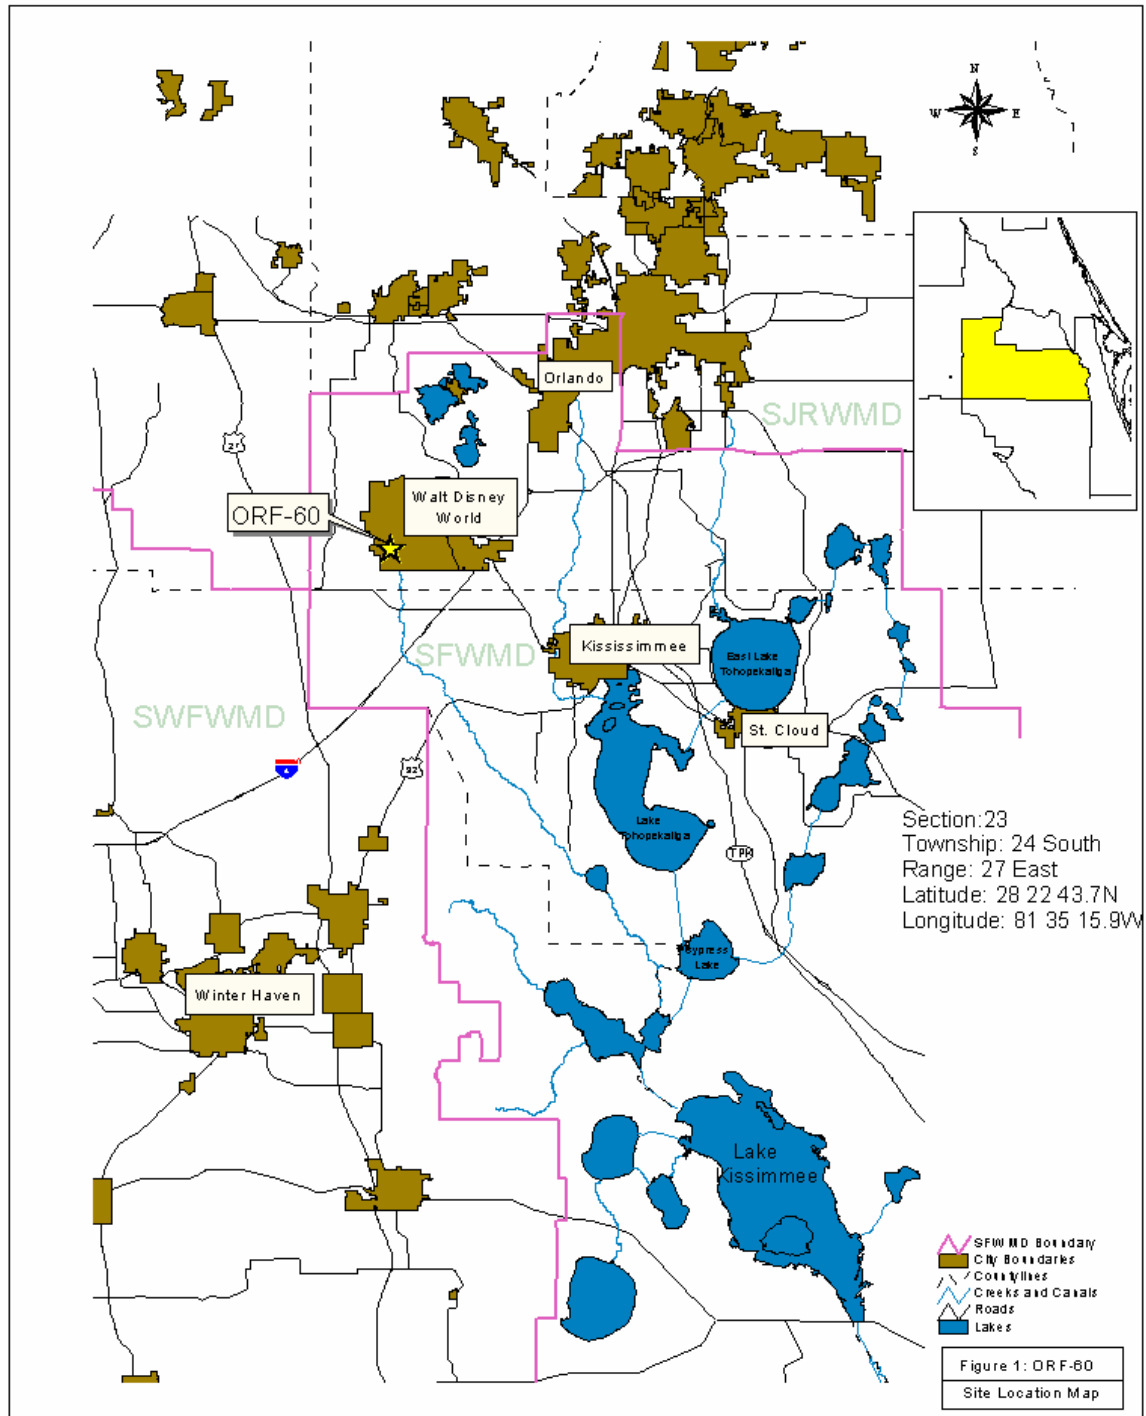 N
W E
S
Orlando
SJRWMD
27
Walt Disney
World
ORF-60
Kississimmee
SFWMD
East Lake
Tohopekaliga
SWFWMD
St. Cloud
4
92
Lake
Tohopekaliga
TPK
Section:23
Township: 24 South
Range: 27 East
Latitude: 28 22 43.7N
Longitude: 81 35 15.9W
Cypress
Lake
Winter Haven
Lake
Kissimmee
SFWMD Boundary
City Boundaries
Countylines
Creeks and Canals
Roads
Lakes
Figure 1: ORF-60
Site Location Map